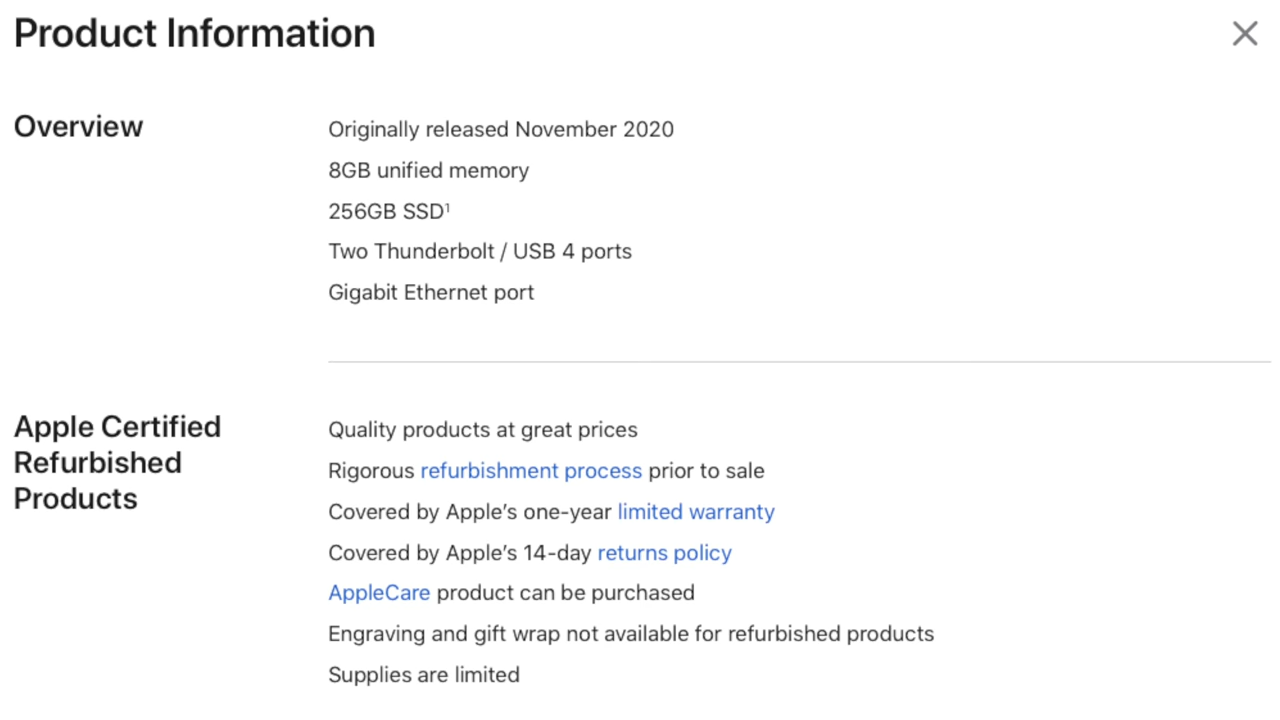 Product Information
Overview
Originally released November 2020
8GB unified memory
256GB SSD¹
Two Thunderbolt / USB 4 ports
Gigabit Ethernet port
Apple Certified
Refurbished
Products
Quality products at great prices
Rigorous refurbishment process prior to sale
Covered by Apple’s one-year limited warranty
Covered by Apple’s 14-day returns policy
AppleCare product can be purchased
Engraving and gift wrap not available for refurbished products
Supplies are limited